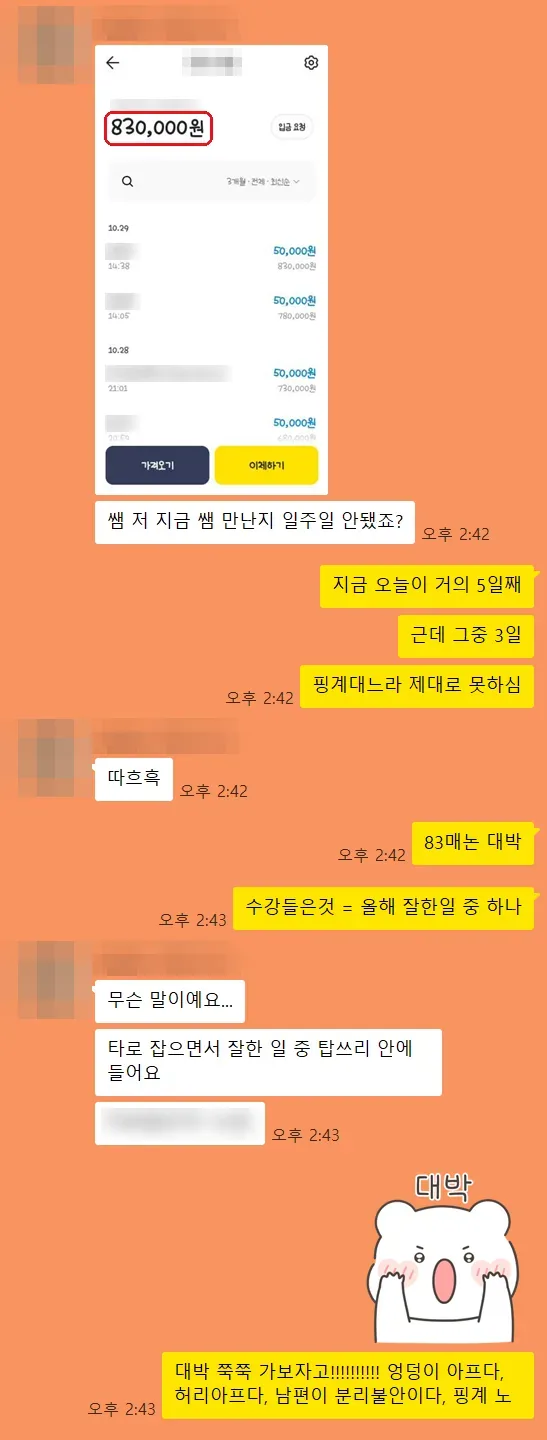 830,000원
입금 요청
3개월·전체·최신순
10.29
50,000원
14:38
830,000원
50,000원
14:05
780,000원
10.28
50,000원
21:01
730,000원
50,000원
20:59
680,000원
가져오기
이체하기
쌤 저 지금 쌤 만난지 일주일 안됐죠?
오후 2:42
지금 오늘이 거의 5일째
근데 그중 3일
핑계대느라 제대로 못하심
오후 2:42
따흐흑
오후 2:42
83매논 대박
오후 2:42
수강들은것 = 올해 잘한일 중 하나
오후 2:43
무슨 말이예요...
타로 잡으면서 잘한 일 중 탑쓰리 안에
들어요
오후 2:43
대박
대박 쭉쭉 가보자고!!!!!!!!!! 엉덩이 아프다,
허리아프다, 남편이 분리불안이다, 핑계 노
오후 2:43